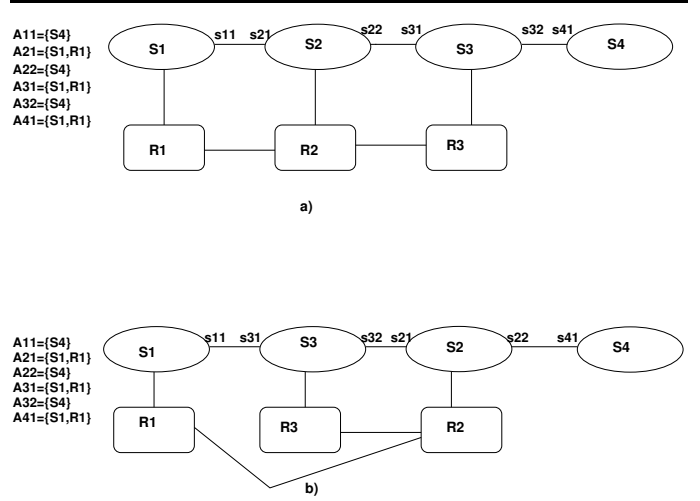 A11={S4}
A21={S1,R1}
A22={S4}
A31={S1,R1}
A32={S4}
A41={S1,R1}
S1 s11 s21 S2 s22 s31 S3 s32 s41 S4
R1 R2 R3
a)
A11={S4}
A21={S1,R1}
A22={S4}
A31={S1,R1}
A32={S4}
A41={S1,R1}
S1 s11 s31 S3 s32 s21 S2 s22 s41 S4
R1 R3 R2
b)